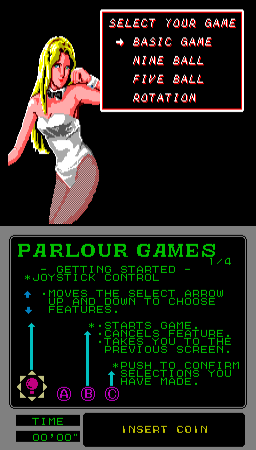 SELECT YOUR GAME
➔ BASIC GAME
NINE BALL
FIVE BALL
ROTATION
PARLOUR GAMES
1/4
- GETTING STARTED -
*JOYSTICK CONTROL
·MOVES THE SELECT ARROW
UP AND DOWN TO CHOOSE
FEATURES.
*·STARTS GAME.
·CANCELS FEATURE.
·TAKES YOU TO THE
PREVIOUS SCREEN.
*PUSH TO CONFIRM
SELECTIONS YOU
HAVE MADE.
A B C
TIME
00'00"
INSERT COIN